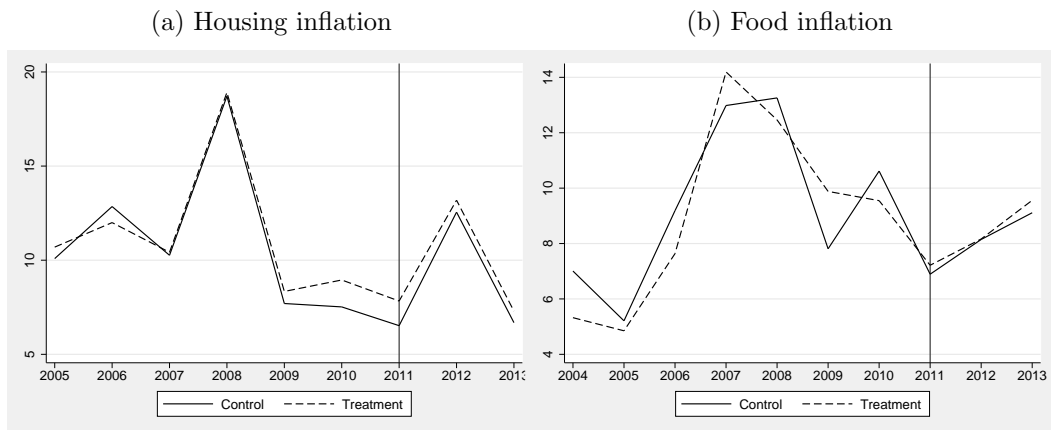 (a) Housing inflation
20
15
10
5
2005 2006 2007 2008 2009 2010 2011 2012 2013
Control Treatment
(b) Food inflation
14
12
10
8
6
4
2004 2005 2006 2007 2008 2009 2010 2011 2012 2013
Control Treatment